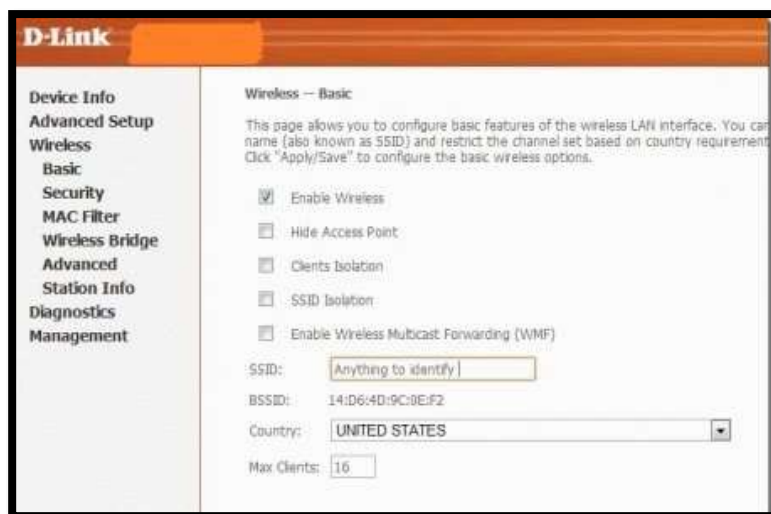 D-Link
Device Info
Advanced Setup
Wireless
Basic
Security
MAC Filter
Wireless Bridge
Advanced
Station Info
Diagnostics
Management
Wireless -- Basic
This page allows you to configure basic features of the wireless LAN interface. You can
name (also known as SSID) and restrict the channel set based on country requirement
Click "Apply/Save" to configure the basic wireless options.
Enable Wireless
Hide Access Point
Clients Isolation
SSID Isolation
Enable Wireless Multicast Forwarding (WMF)
SSID: Anything to identify
BSSID: 14:D6:4D:9C:0E:F2
Country: UNITED STATES
Max Clients: 16